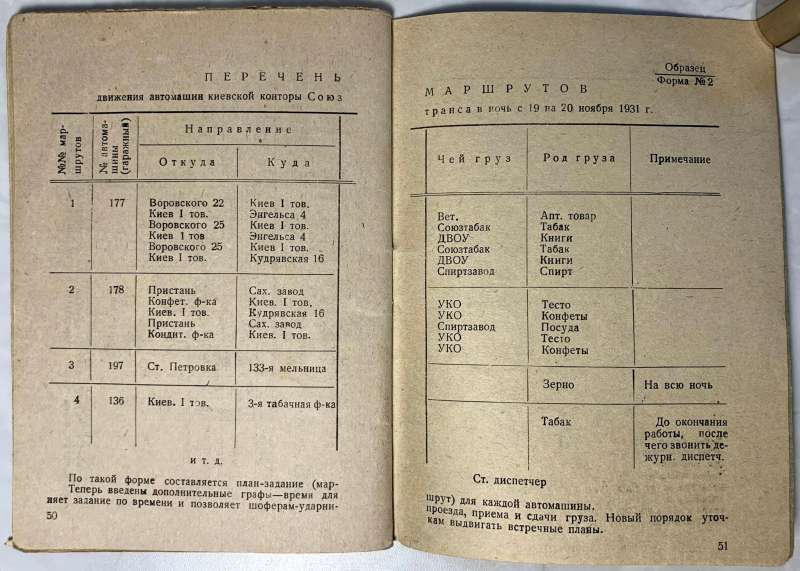 ПЕРЕЧЕНЬ
движения автомашин киевской конторы Союз
№№ мар-
шрутов
№ автома-
шины
(гаражный)
Направление
Откуда Куда
1 177 Воровского 22 Киев I тов.
Киев I тов. Энгельса 4
Воровского 25 Киев I тов.
Киев I тов Энгельса 4
Воровского 25 Киев I тов.
Киев I тов. Кудрявская 16
2 178 Пристань Сах. завод
Конфет. ф-ка Киев. I тов.
Киев. I тов. Кудрявская 16
Пристань Сах. завод
Кондит. ф-ка Киев. I тов.
3 197 Ст. Петровка 133-я мельница
4 136 Киев. I тов. 3-я табачная ф-ка
и т. д.
По такой форме составляется план-задание (мар-
Теперь введены дополнительные графы—время для
няет задание по времени и позволяет шоферам-ударни-
50
Образец
Форма №2
МАРШРУТОВ
транса в ночь с 19 на 20 ноября 1931 г.
Чей груз Род груза Примечание
Вет. Апт. товар
Союзтабак Табак
ДВОУ Книги
Союзтабак Табак
ДВОУ Книги
Спиртзавод Спирт
УКО Тесто
УКО Конфеты
Спиртзавод Посуда
УКО Тесто
УКО Конфеты
Зерно На всю ночь
Табак До окончания
работы, после
чего звонить де-
журн. диспетч.
Ст. диспетчер
шрут) для каждой автомашины.
проезда, приема и сдачи груза. Новый порядок уточ-
кам выдвигать встречные планы.
51